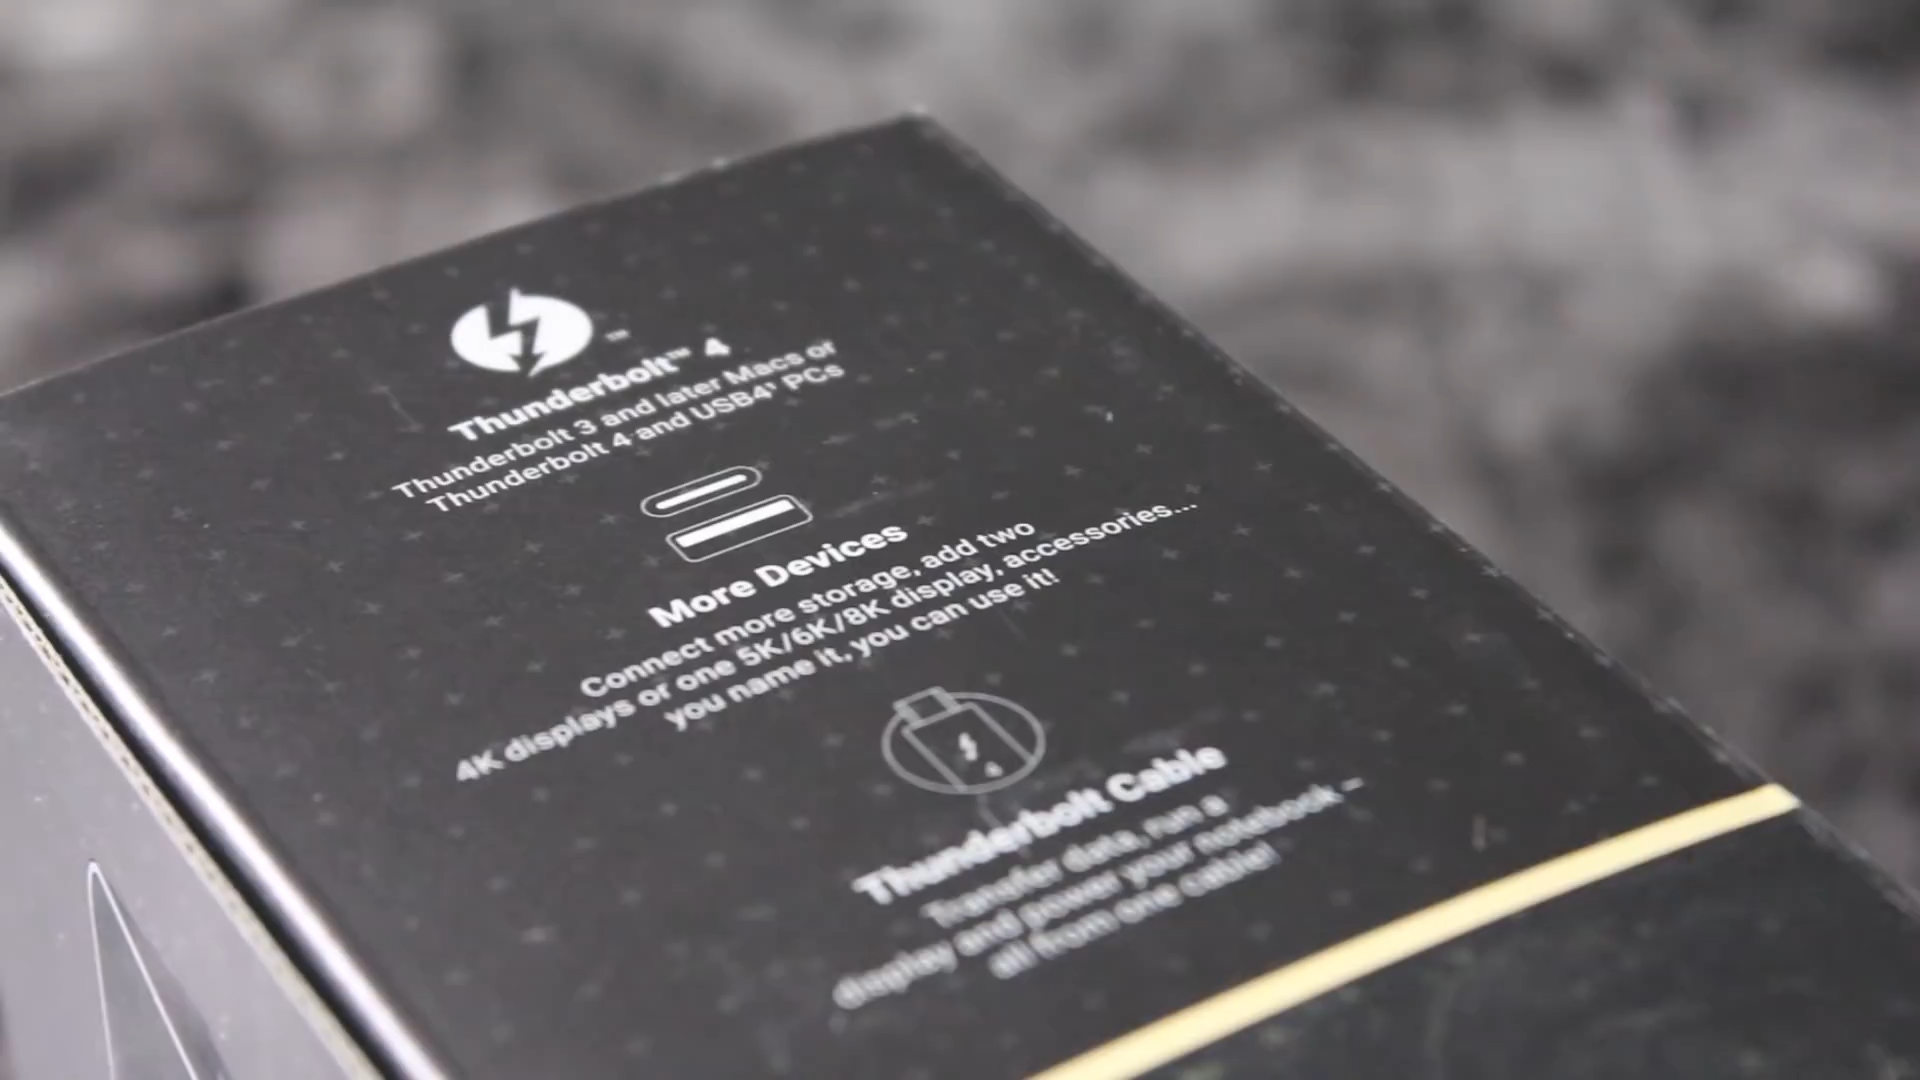 ™
Thunderbolt™ 4
Thunderbolt 3 and later Macs or
Thunderbolt 4 and USB4¹ PCs
More Devices
Connect more storage, add two
4K displays or one 5K/6K/8K display, accessories...
you name it, you can use it!
4
Thunderbolt Cable
Transfer data, run a
display and power your notebook –
all from one cable!